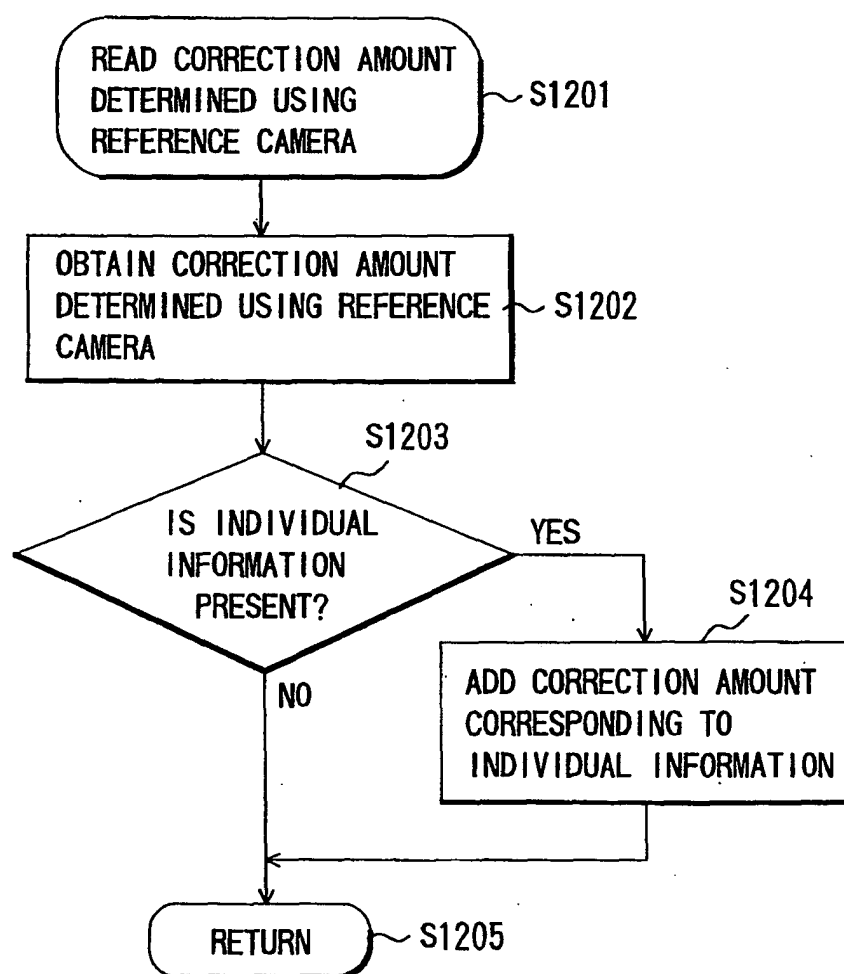 READ CORRECTION AMOUNT
DETERMINED USING
REFERENCE CAMERA
S1201
OBTAIN CORRECTION AMOUNT
DETERMINED USING REFERENCE
CAMERA
S1202
S1203
IS INDIVIDUAL
INFORMATION
PRESENT?
YES
NO
S1204
ADD CORRECTION AMOUNT
CORRESPONDING TO
INDIVIDUAL INFORMATION
RETURN
S1205